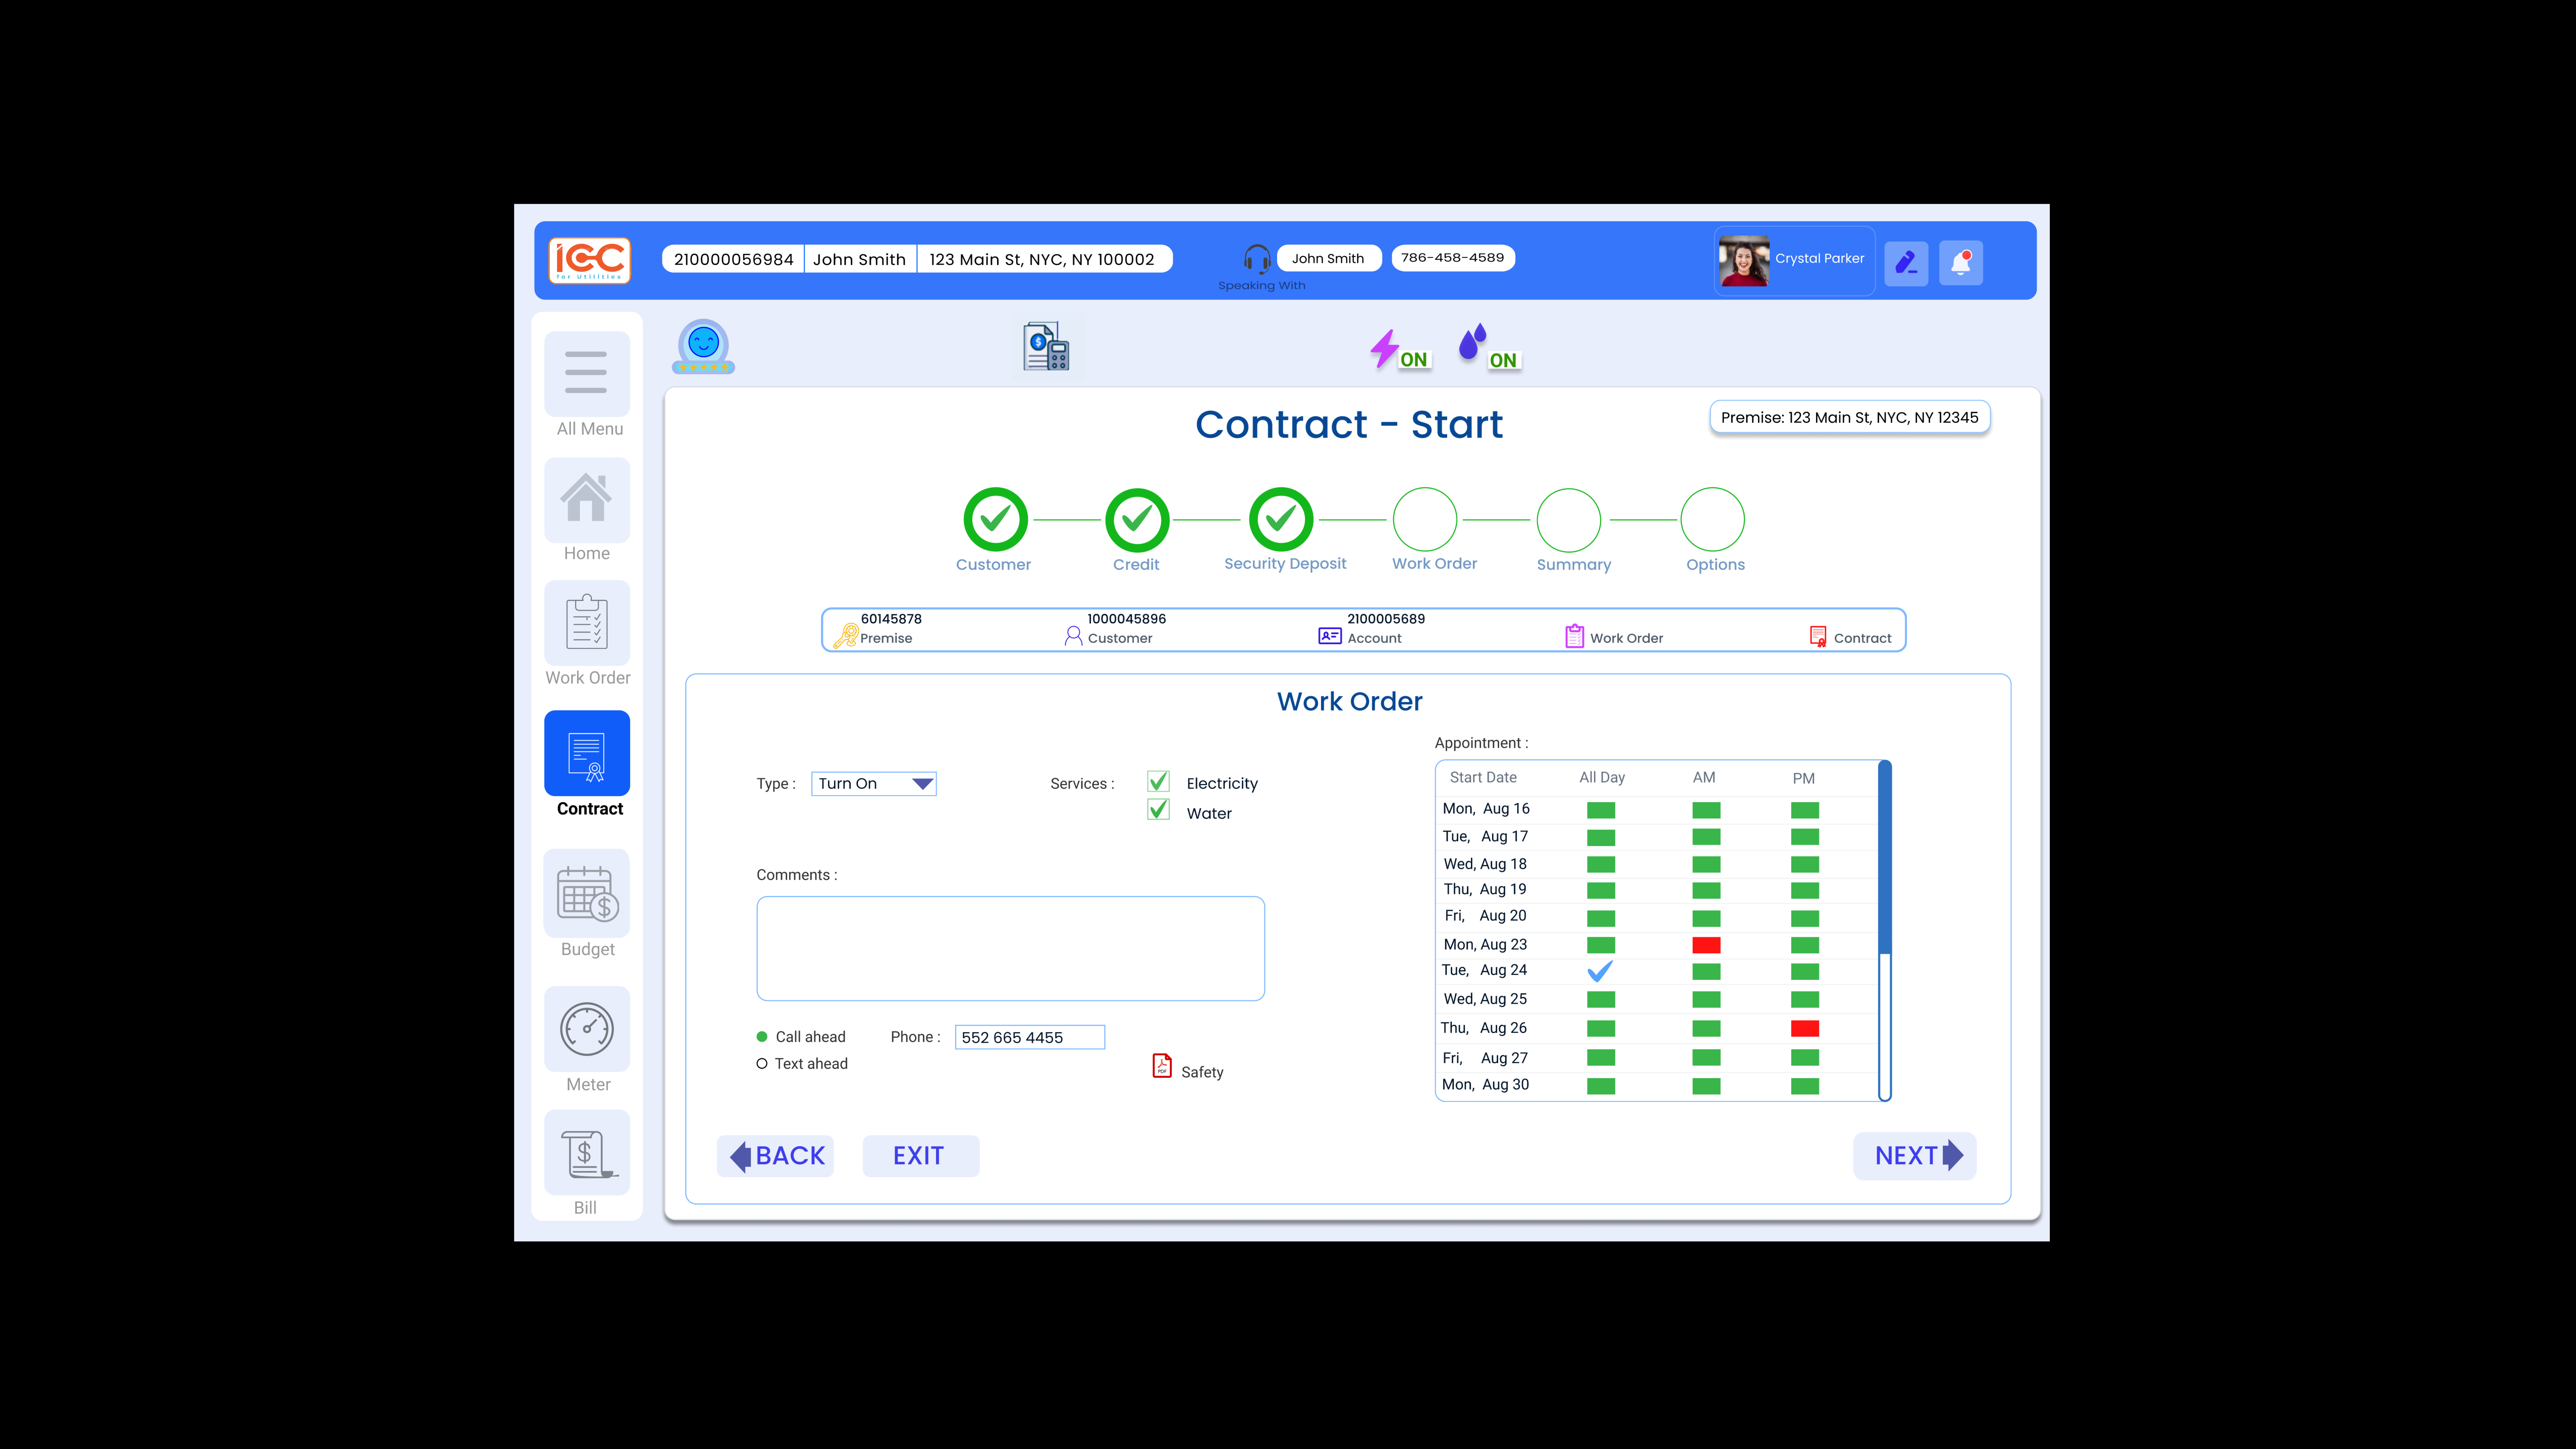 ICC
for Utilities
210000056984 John Smith 123 Main St, NYC, NY 100002
John Smith 786-458-4589
Speaking With
Crystal Parker
ON ON
All Menu
Home
Work Order
Contract
Budget
Meter
Bill
Contract - Start
Premise: 123 Main St, NYC, NY 12345
Customer Credit Security Deposit Work Order Summary Options
60145878 1000045896 2100005689
Premise Customer Account Work Order Contract
Work Order
Type : Turn On
Services : Electricity
Water
Comments :
Call ahead Phone : 552 665 4455
Text ahead
PDF
Safety
Appointment :
Start Date All Day AM PM
Mon, Aug 16
Tue, Aug 17
Wed, Aug 18
Thu, Aug 19
Fri, Aug 20
Mon, Aug 23
Tue, Aug 24
Wed, Aug 25
Thu, Aug 26
Fri, Aug 27
Mon, Aug 30
BACK EXIT NEXT